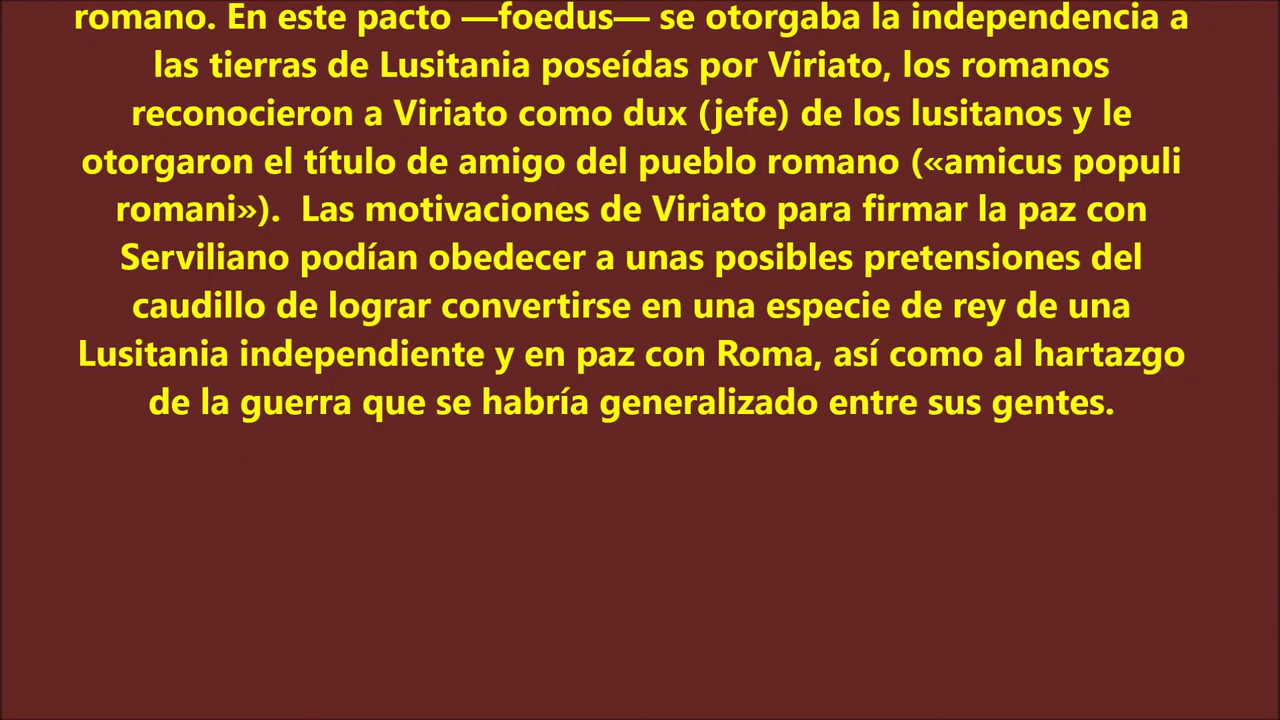 romano. En este pacto —foedus— se otorgaba la independencia a
las tierras de Lusitania poseídas por Viriato, los romanos
reconocieron a Viriato como dux (jefe) de los lusitanos y le
otorgaron el título de amigo del pueblo romano («amicus populi
romani»).  Las motivaciones de Viriato para firmar la paz con
Serviliano podían obedecer a unas posibles pretensiones del
caudillo de lograr convertirse en una especie de rey de una
Lusitania independiente y en paz con Roma, así como al hartazgo
de la guerra que se habría generalizado entre sus gentes.